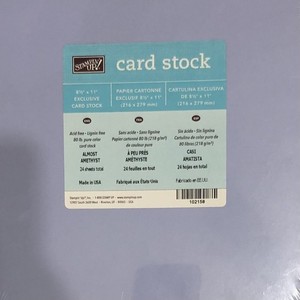 STAMPIN' UP!
card stock
8½" x 11" EXCLUSIVE CARD STOCK
PAPIER CARTONNÉ EXCLUSIF 8½" x 11" (216 x 279 mm)
CARTULINA EXCLUSIVA DE 8½" x 11" (216 x 279 mm)
Acid free • Lignin free
80 lb. pure color
card stock
ALMOST
AMETHYST
24 sheets total
Made in USA
Sans acide • Sans lignine
Papier cartonné 80 lb (218 g/m²)
de couleur pure
À PEU PRÈS
AMÉTHYSTE
24 feuilles en tout
Fabriqué aux États Unis
Sin ácido • Sin lignina
Cartulina de color puro de
80 libras (218 g/m²)
CASI
AMATISTA
24 hojas en total
Fabricado en EE.UU.
102158